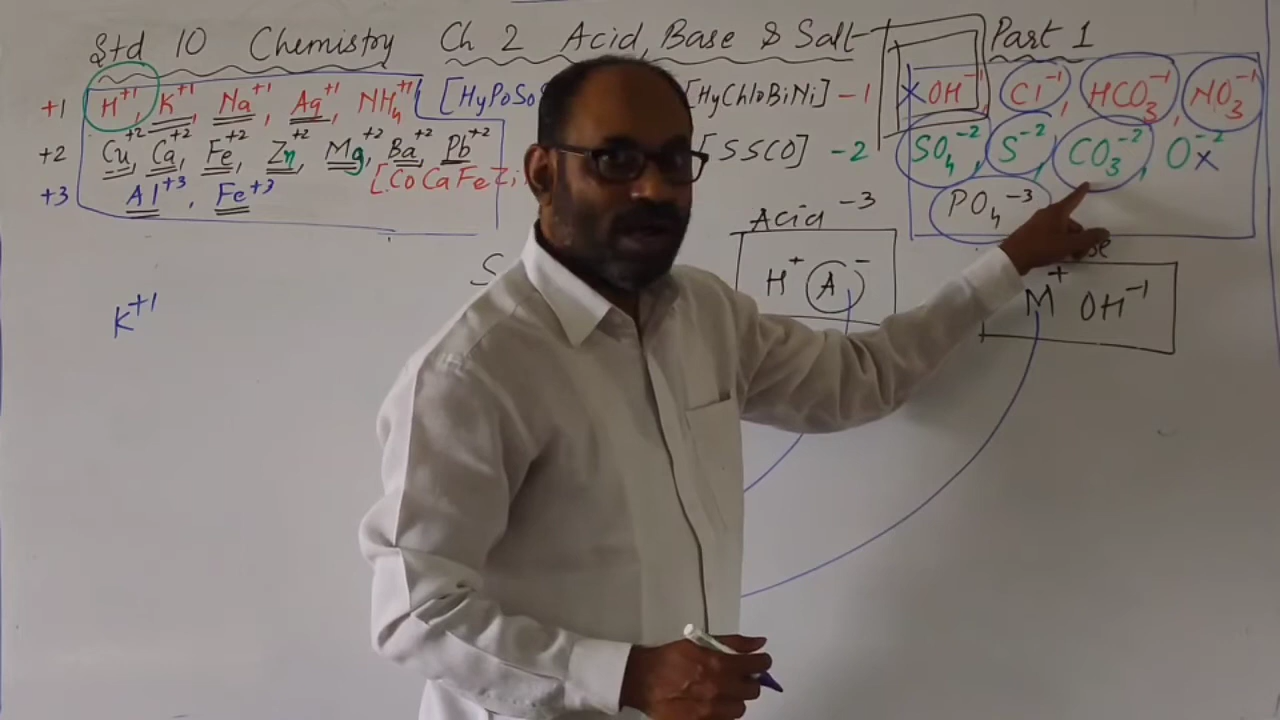 Std 10 Chemistry Ch 2 Acid, Base & Salt Part 1
+1 H⁺¹, K⁺¹, Na⁺¹, Ag⁺¹, NH₄⁺¹ [HyPoSo [HyChloBiNi] -1 xOH⁻¹, Cl⁻¹, HCO₃⁻¹, NO₃⁻¹
+2 Cu⁺², Ca⁺², Fe⁺², Zn⁺², Mg⁺², Ba⁺², Pb⁺² [SSCO] -2 SO₄⁻², S⁻², CO₃⁻², O⁻² x
[CoCaFeZi
+3 Al⁺³, Fe⁺³ -3 PO₄⁻³
Acid
H⁺ A⁻ M⁺ OH⁻¹
S
K⁺¹